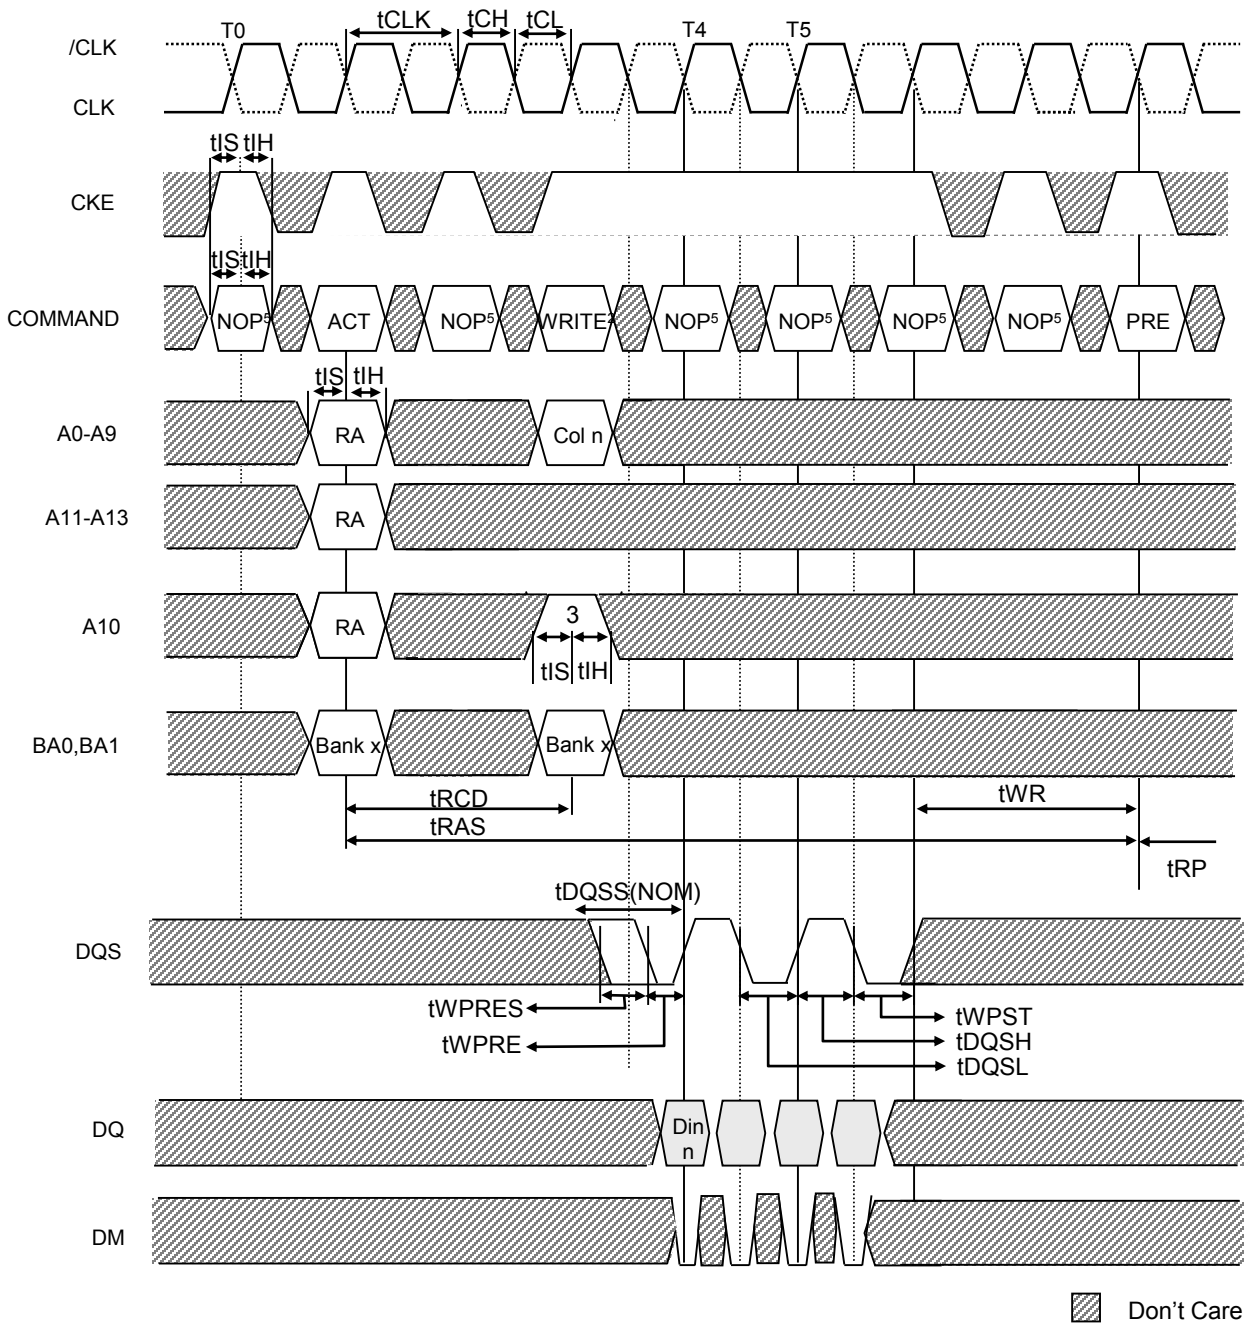 tCLK tCH tCL
T0 T4 T5
/CLK
CLK
tIS tIH
CKE
tIS tIH
COMMAND NOP5 ACT NOP5 WRITE2 NOP5 NOP5 NOP5 NOP5 PRE
tIS tIH
A0-A9 RA Col n
A11-A13 RA
A10 RA 3
tIS tIH
BA0,BA1 Bank x Bank x
tRCD tWR
tRAS
tRP
tDQSS(NOM)
DQS
tWPRES tWPST
tWPRE tDQSH
tDQSL
DQ Din
n
DM
Don't Care